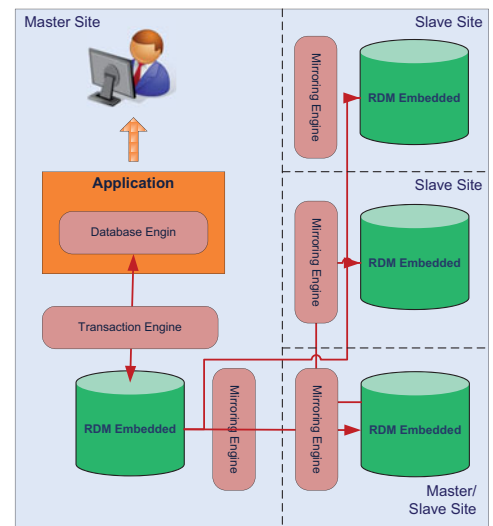 Master Site
Application
Database Engin
Transaction Engine
RDM Embedded
Mirroring Engine
Slave Site
Mirroring Engine
RDM Embedded
Slave Site
Mirroring Engine
RDM Embedded
Mirroring Engine
RDM Embedded
Master/
Slave Site